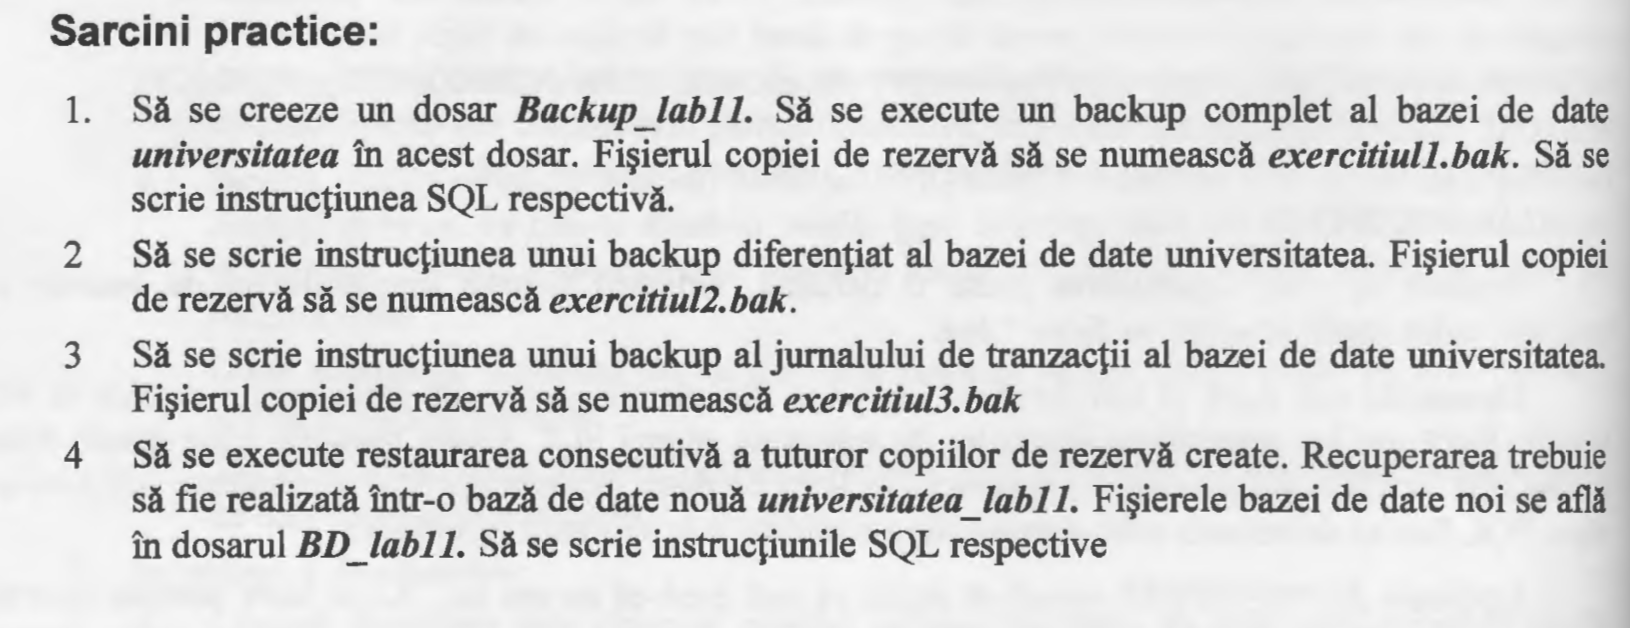 Sarcini practice:
1. Să se creeze un dosar Backup_lab11. Să se execute un backup complet al bazei de date
universitatea în acest dosar. Fişierul copiei de rezervă să se numească exercitiul1.bak. Să se
scrie instrucţiunea SQL respectivă.
2 Să se scrie instrucţiunea unui backup diferenţiat al bazei de date universitatea. Fişierul copiei
de rezervă să se numească exercitiul2.bak.
3 Să se scrie instrucţiunea unui backup al jurnalului de tranzacţii al bazei de date universitatea.
Fişierul copiei de rezervă să se numească exercitiul3.bak
4 Să se execute restaurarea consecutivă a tuturor copiilor de rezervă create. Recuperarea trebuie
să fie realizată într-o bază de date nouă universitatea_lab11. Fişierele bazei de date noi se află
în dosarul BD_lab11. Să se scrie instrucţiunile SQL respective